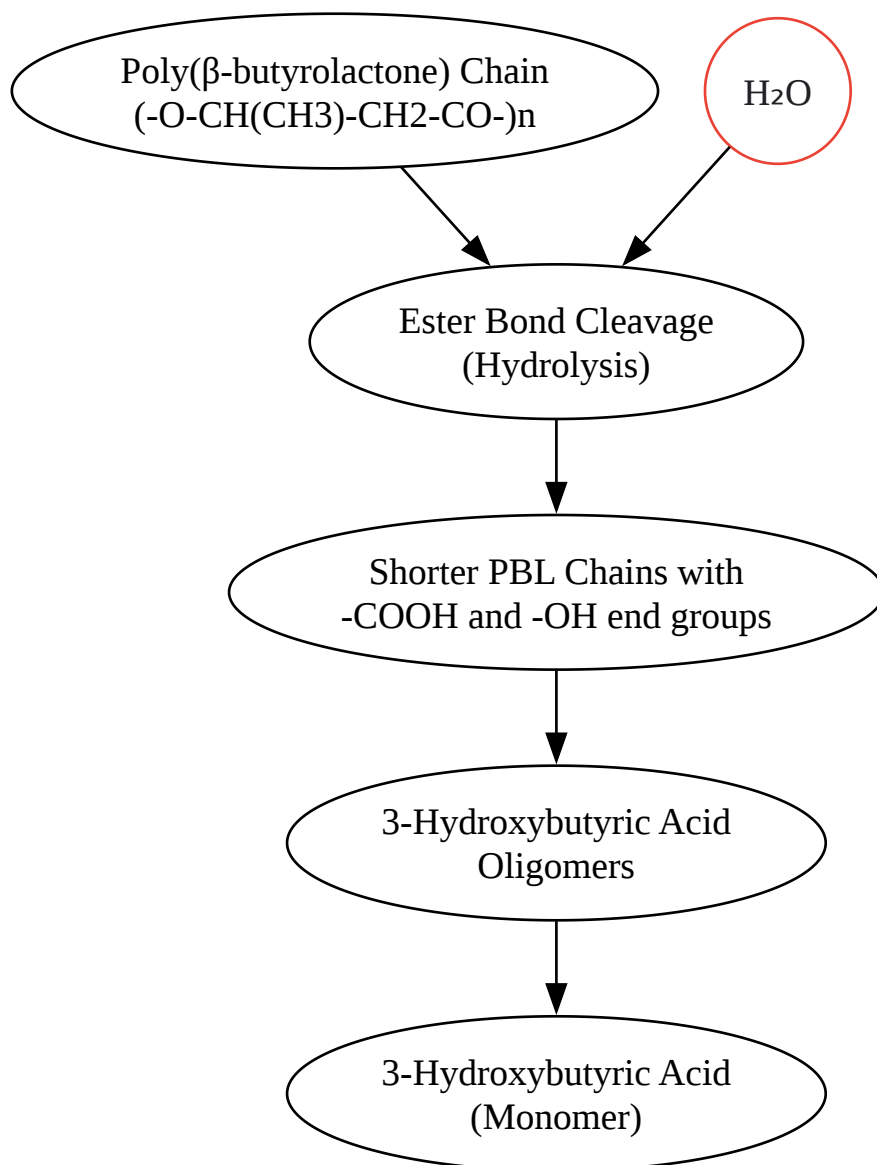 Poly(β-butyrolactone) Chain
(-O-CH(CH3)-CH2-CO-)n
H₂O
Ester Bond Cleavage
(Hydrolysis)
Shorter PBL Chains with
-COOH and -OH end groups
3-Hydroxybutyric Acid
Oligomers
3-Hydroxybutyric Acid
(Monomer)